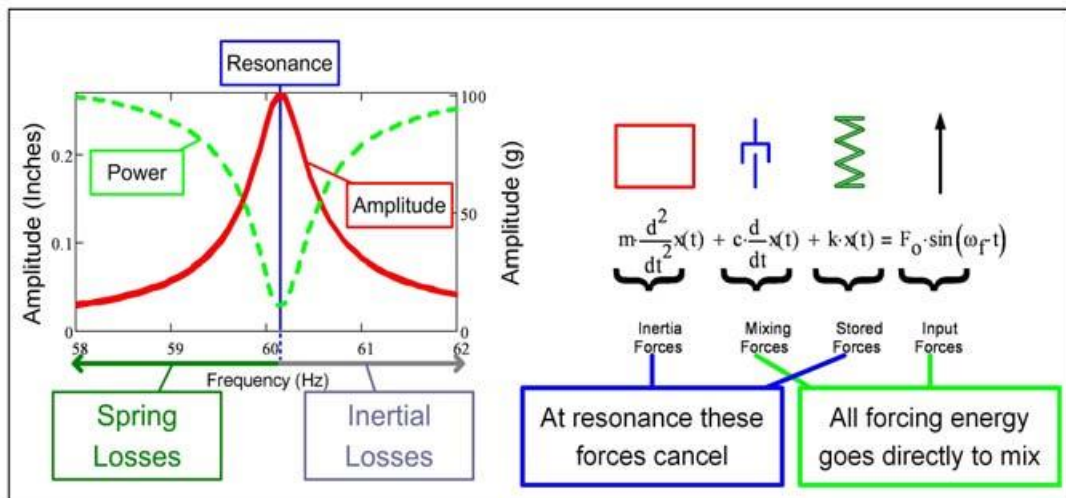 Resonance
Amplitude (Inches)
0.2
0.1
0
Power
Amplitude
100
50
0
Amplitude (g)
58
59
60
61
62
Frequency (Hz)
Spring
Losses
Inertial
Losses
m·d²/dt² x(t) + c·d/dt x(t) + k·x(t) = Fₒ·sin(ω_f·t)
Inertia
Forces
Mixing
Forces
Stored
Forces
Input
Forces
At resonance these
forces cancel
All forcing energy
goes directly to mix